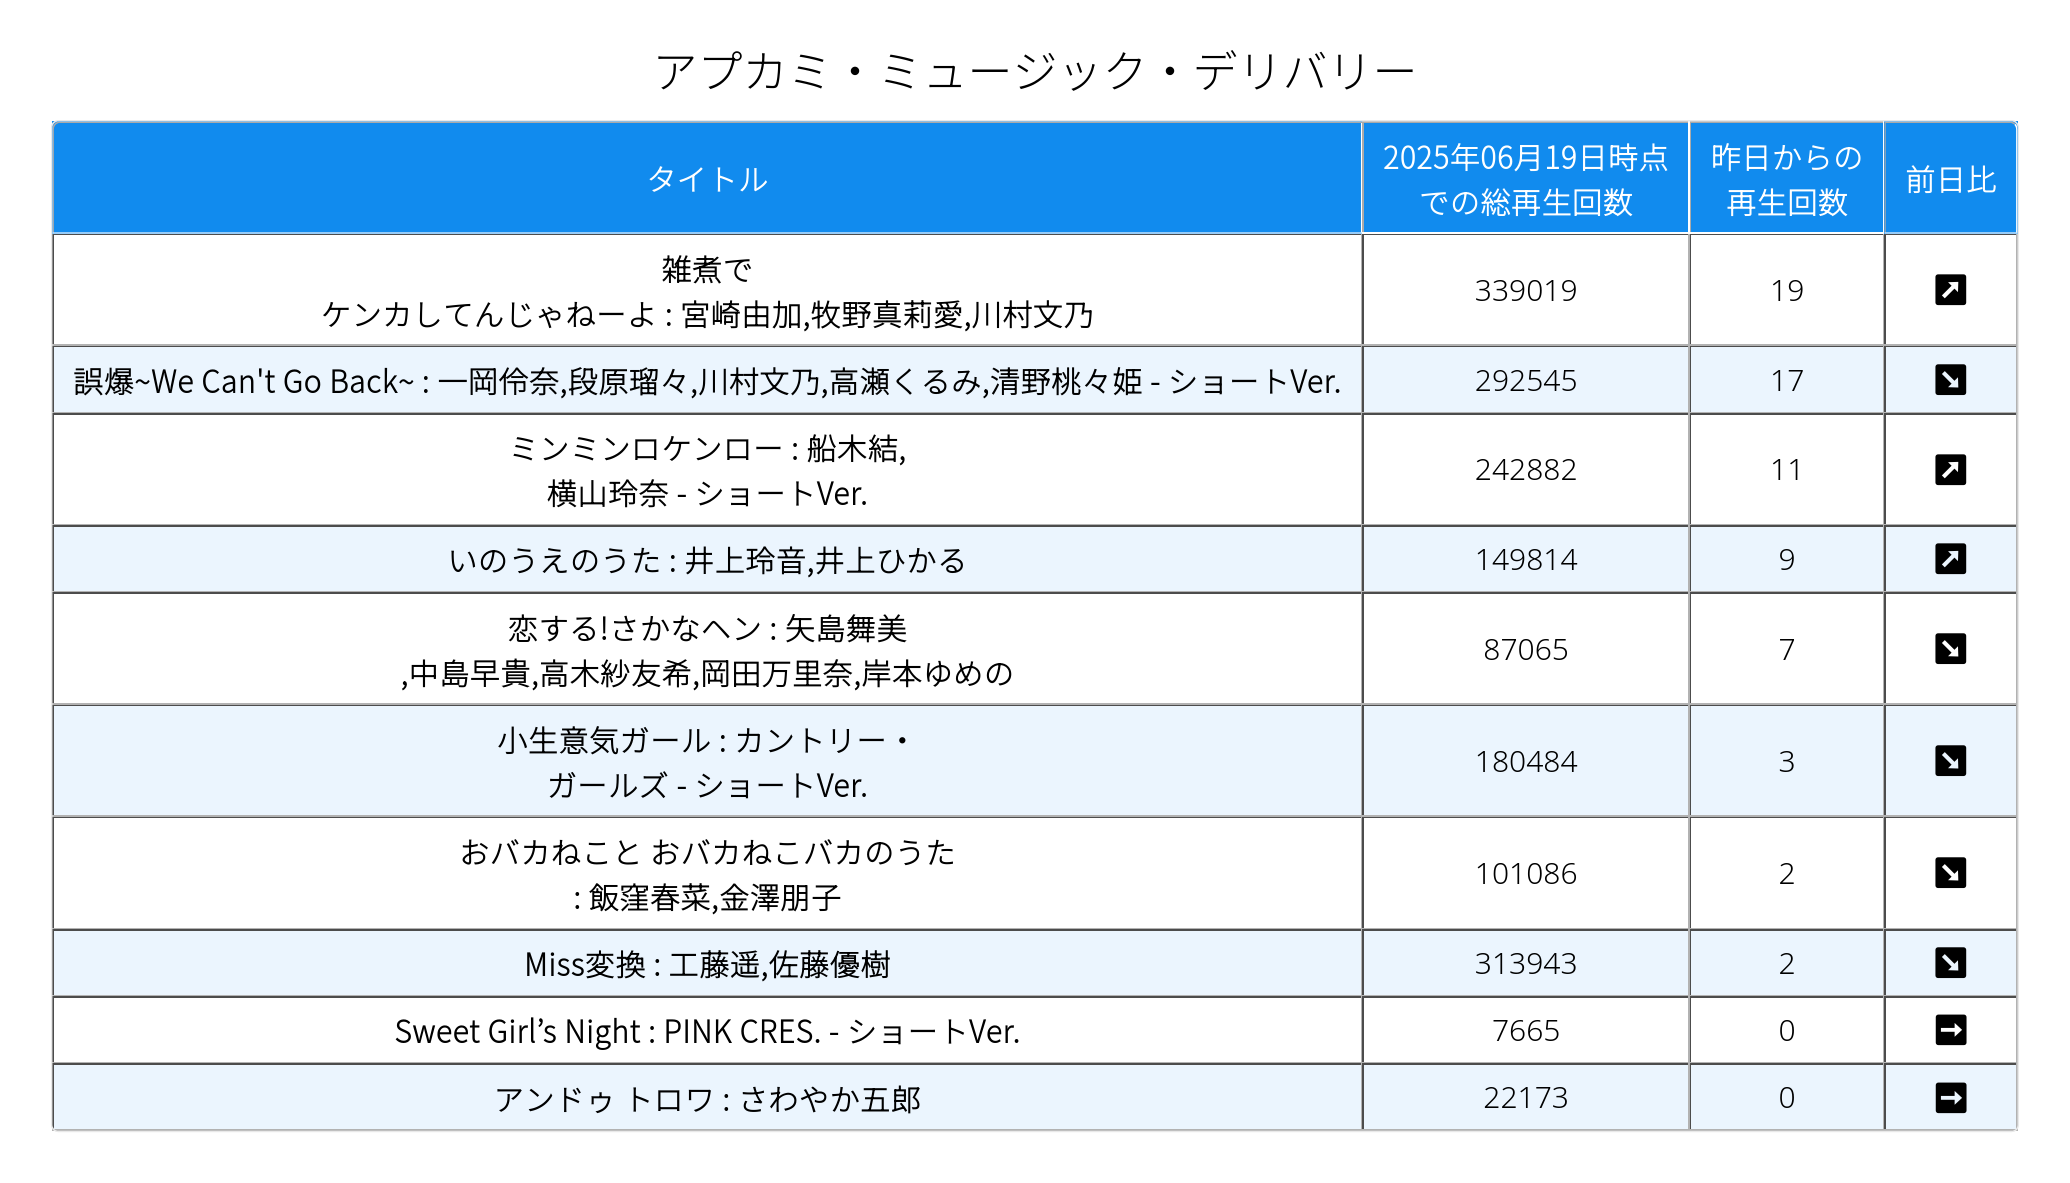 アプカミ・ミュージック・デリバリー
タイトル
2025年06月19日時点
での総再生回数
昨日からの
再生回数
前日比
雑煮で
ケンカしてんじゃねーよ : 宮崎由加,牧野真莉愛,川村文乃
339019
19
誤爆~We Can't Go Back~ : 一岡伶奈,段原瑠々,川村文乃,高瀬くるみ,清野桃々姫 - ショートVer.
292545
17
ミンミンロケンロー : 船木結,
横山玲奈 - ショートVer.
242882
11
いのうえのうた : 井上玲音,井上ひかる
149814
9
恋する!さかなヘン : 矢島舞美
,中島早貴,高木紗友希,岡田万里奈,岸本ゆめの
87065
7
小生意気ガール : カントリー・
ガールズ - ショートVer.
180484
3
おバカねこと おバカねこバカのうた
: 飯窪春菜,金澤朋子
101086
2
Miss変換 : 工藤遥,佐藤優樹
313943
2
Sweet Girl’s Night : PINK CRES. - ショートVer.
7665
0
アンドゥ トロワ : さわやか五郎
22173
0